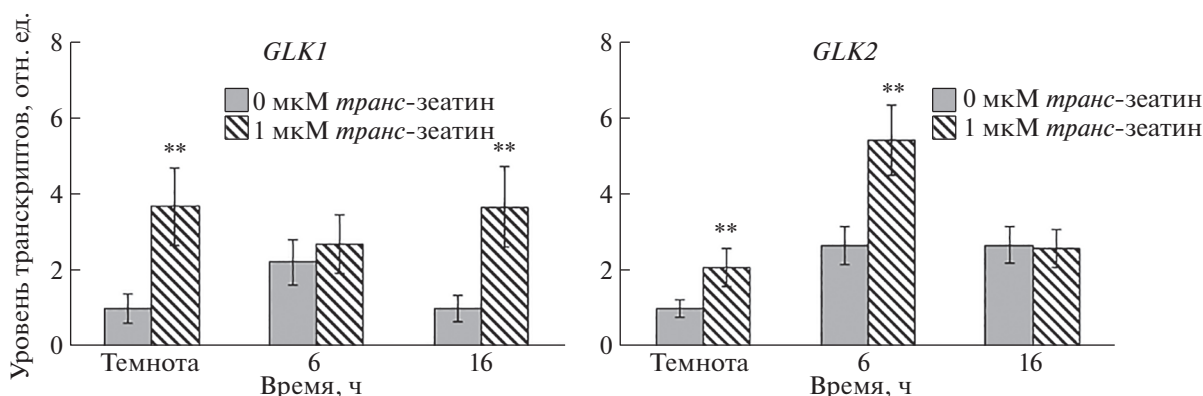 Уровень транскриптов, отн. ед.
GLK1
0 мкМ транс-зеатин
1 мкМ транс-зеатин
8
6
4
2
0
**
**
Темнота
6
16
Время, ч
GLK2
0 мкМ транс-зеатин
1 мкМ транс-зеатин
8
6
4
2
0
**
**
Темнота
6
16
Время, ч